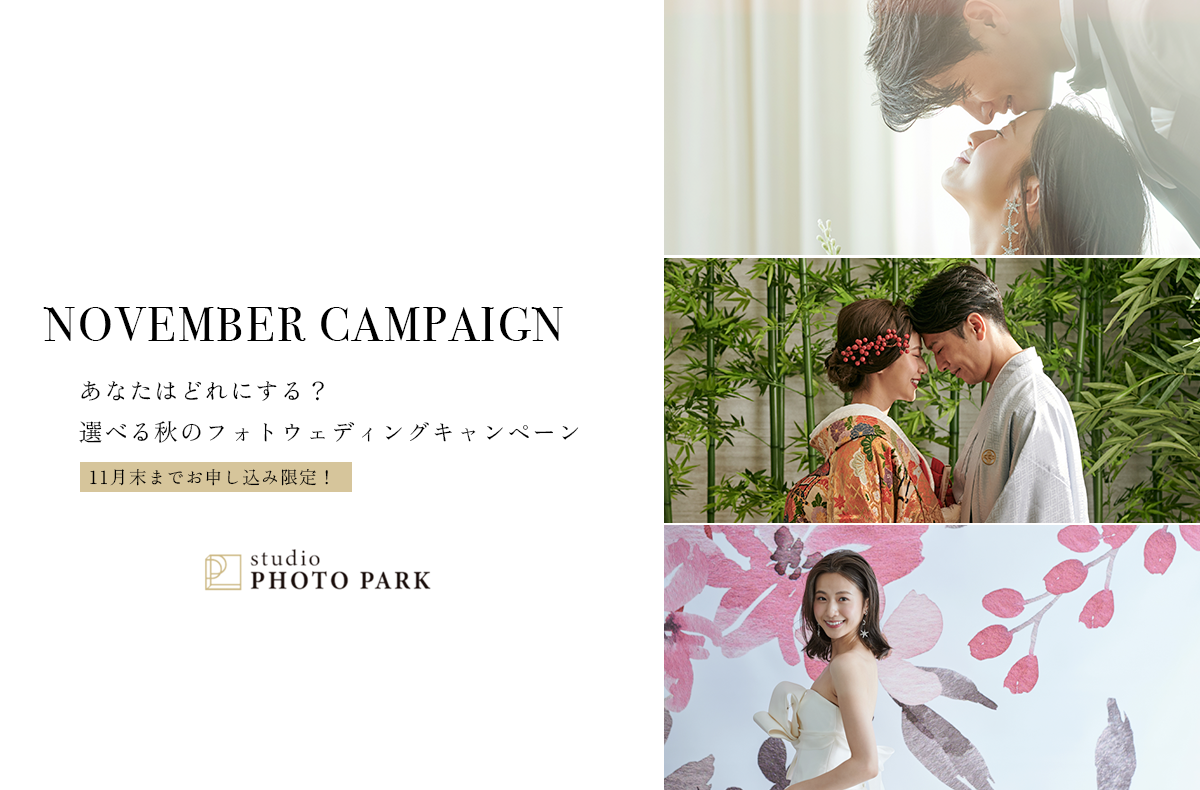 NOVEMBER CAMPAIGN
あなたはどれにする？
選べる秋のフォトウェディングキャンペーン
11月末までお申し込み限定！
studio
PHOTO PARK